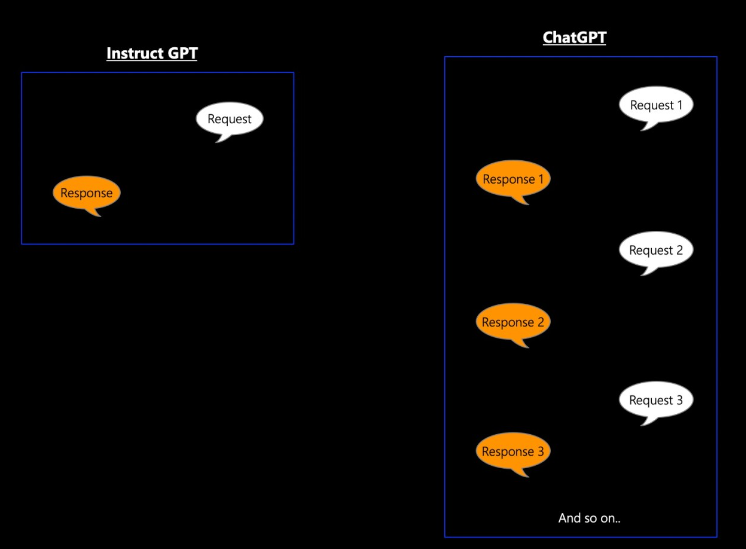 Instruct GPT
Request
Response
ChatGPT
Request 1
Response 1
Request 2
Response 2
Request 3
Response 3
And so on..